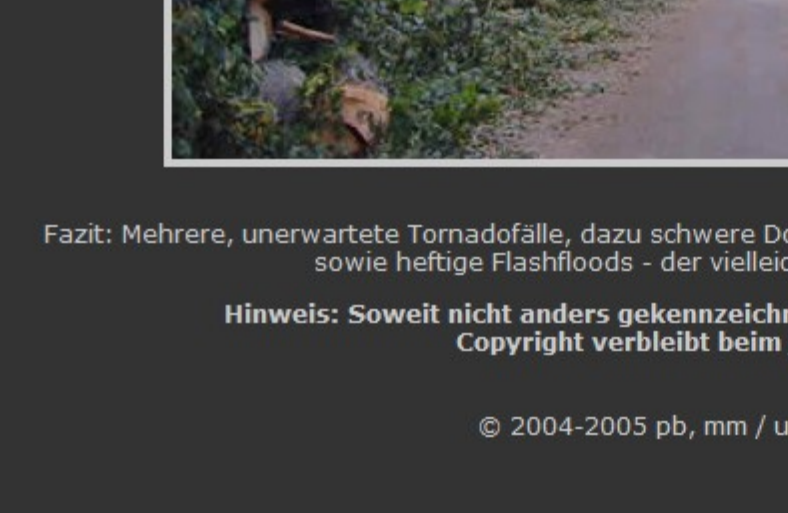 Fazit: Mehrere, unerwartete Tornadofälle, dazu schwere
sowie heftige Flashfloods - der
Hinweis: Soweit nicht anders
Copyright verbleibt beim
© 2004-2005 pb, mm /